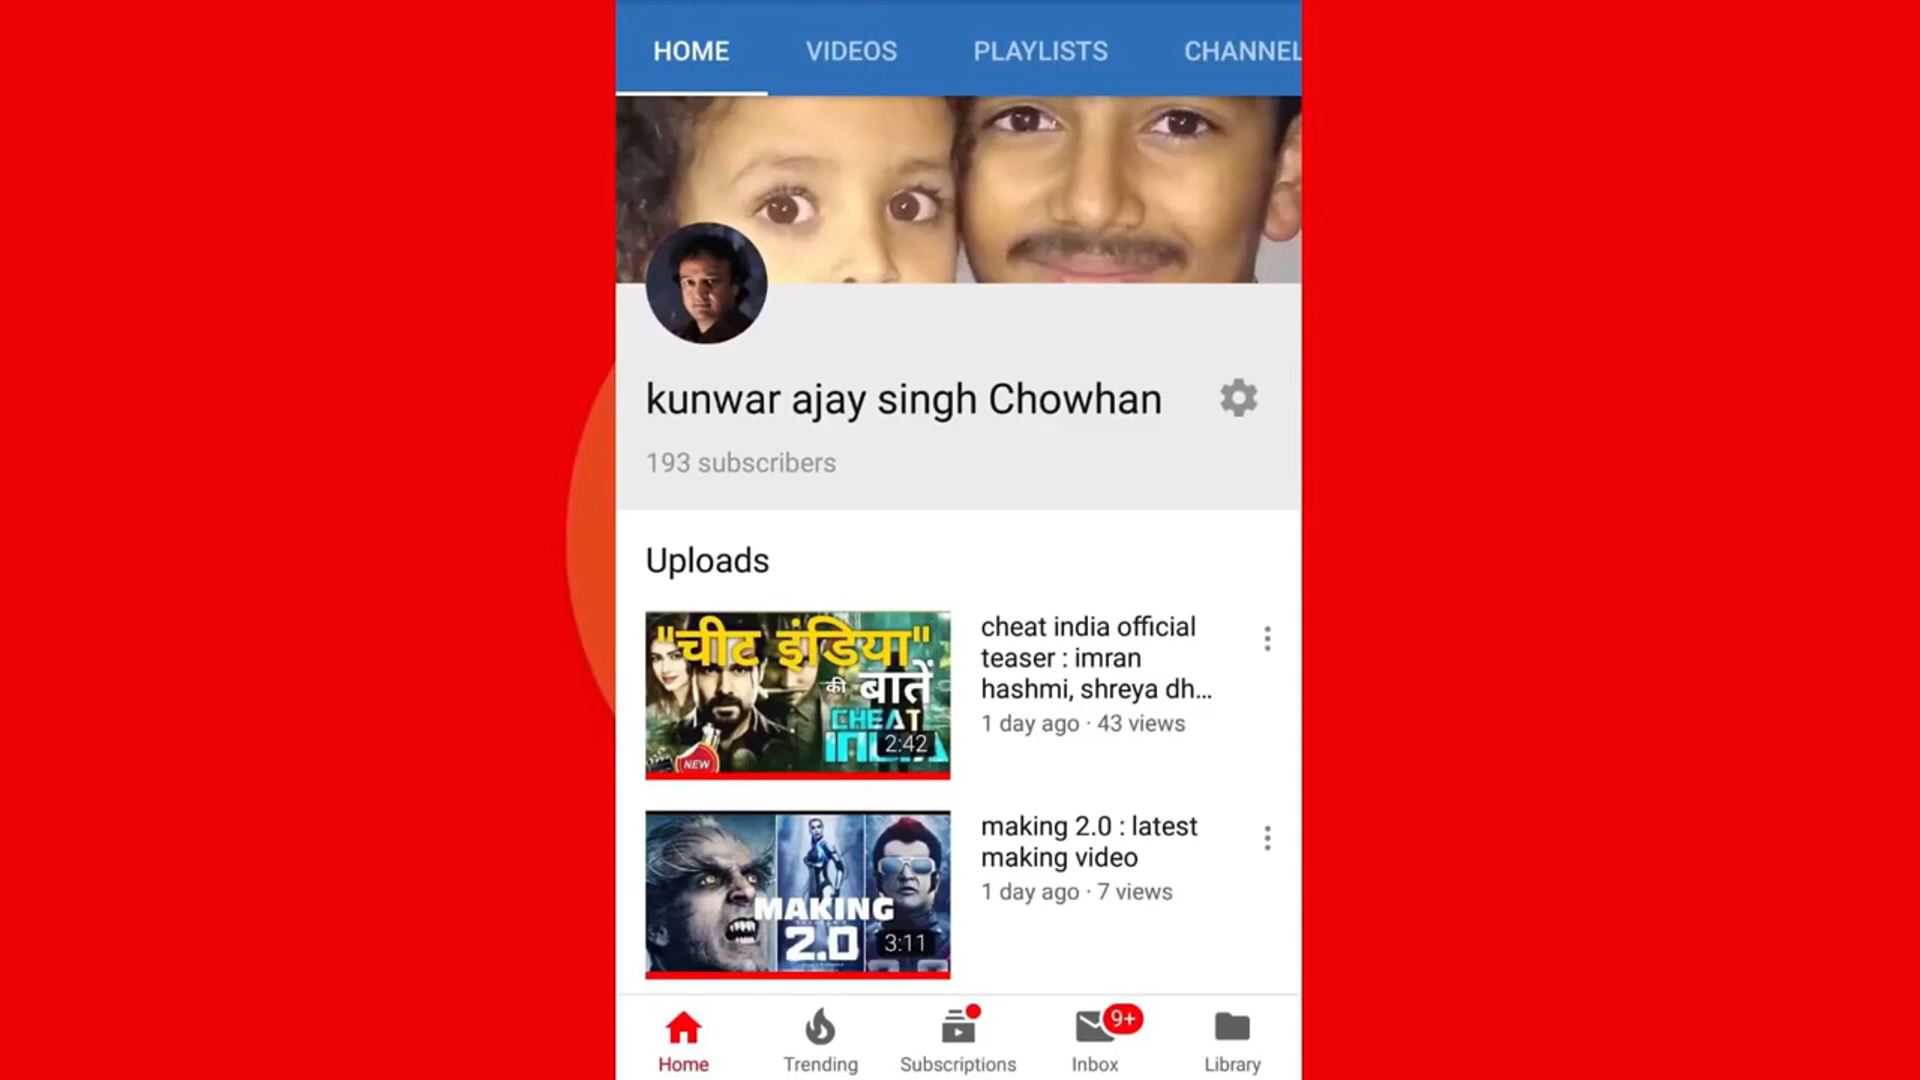 HOME VIDEOS PLAYLISTS CHANNEL
kunwar ajay singh Chowhan
193 subscribers
Uploads
"चीट इंडिया"
की बातें
CHEAT
INDIA
NEW
2:42
cheat india official
teaser : imran
hashmi, shreya dh...
1 day ago · 43 views
MAKING
2.0
3:11
making 2.0 : latest
making video
1 day ago · 7 views
9+
Home Trending Subscriptions Inbox Library